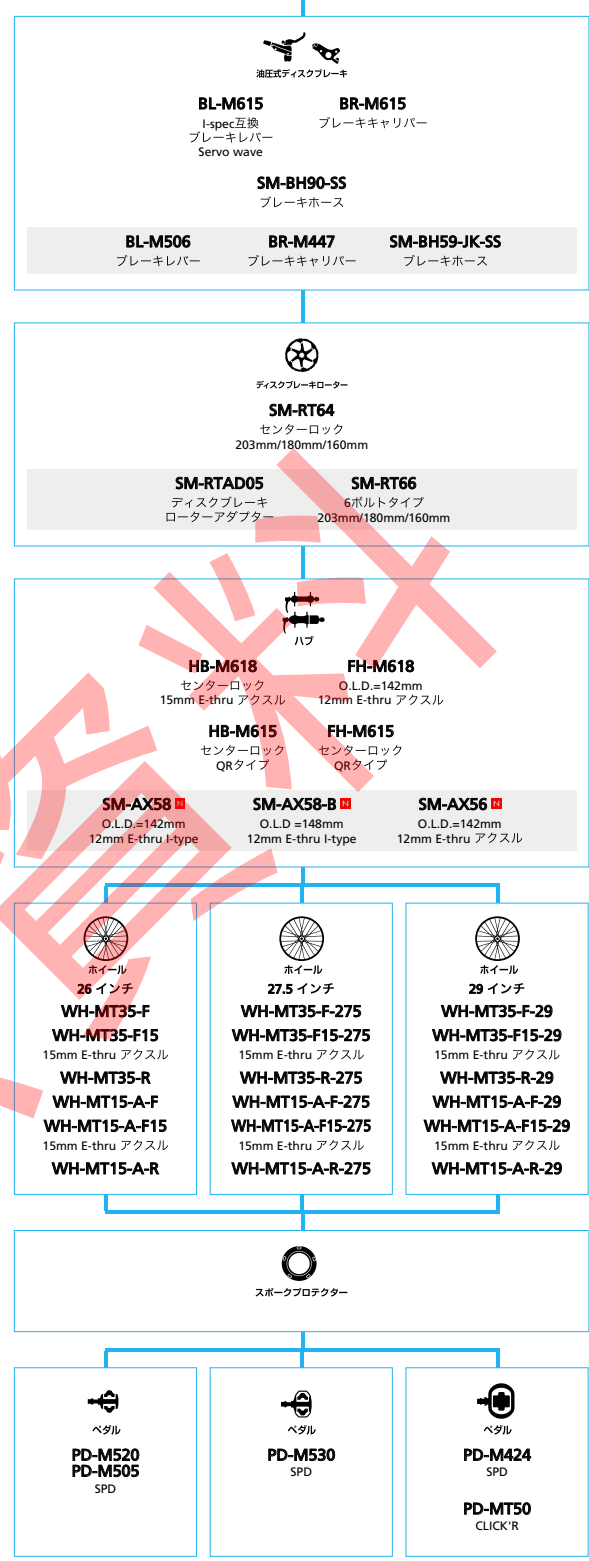 油圧式ディスクブレーキ
BL-M615 BR-M615
I-spec互換 ブレーキキャリパー
ブレーキレバー
Servo wave
SM-BH90-SS
ブレーキホース
BL-M506 BR-M447 SM-BH59-JK-SS
ブレーキレバー ブレーキキャリパー ブレーキホース
ディスクブレーキローター
SM-RT64
センターロック
203mm/180mm/160mm
SM-RTAD05 SM-RT66
ディスクブレーキ 6ボルトタイプ
ローターアダプター 203mm/180mm/160mm
ハブ
HB-M618 FH-M618
センターロック O.L.D.=142mm
15mm E-thru アクスル 12mm E-thru アクスル
HB-M615 FH-M615
センターロック センターロック
QRタイプ QRタイプ
SM-AX58 N SM-AX58-B N SM-AX56 N
O.L.D.=142mm O.L.D =148mm O.L.D.=142mm
12mm E-thru I-type 12mm E-thru I-type 12mm E-thru アクスル
ホイール
26 インチ
WH-MT35-F
WH-MT35-F15
15mm E-thru アクスル
WH-MT35-R
WH-MT15-A-F
WH-MT15-A-F15
15mm E-thru アクスル
WH-MT15-A-R
ホイール
27.5 インチ
WH-MT35-F-275
WH-MT35-F15-275
15mm E-thru アクスル
WH-MT35-R-275
WH-MT15-A-F-275
WH-MT15-A-F15-275
15mm E-thru アクスル
WH-MT15-A-R-275
ホイール
29 インチ
WH-MT35-F-29
WH-MT35-F15-29
15mm E-thru アクスル
WH-MT35-R-29
WH-MT15-A-F-29
WH-MT15-A-F15-29
15mm E-thru アクスル
WH-MT15-A-R-29
スポークプロテクター
ペダル
PD-M520
PD-M505
SPD
ペダル
PD-M530
SPD
ペダル
PD-M424
SPD
PD-MT50
CLICK'R
資料